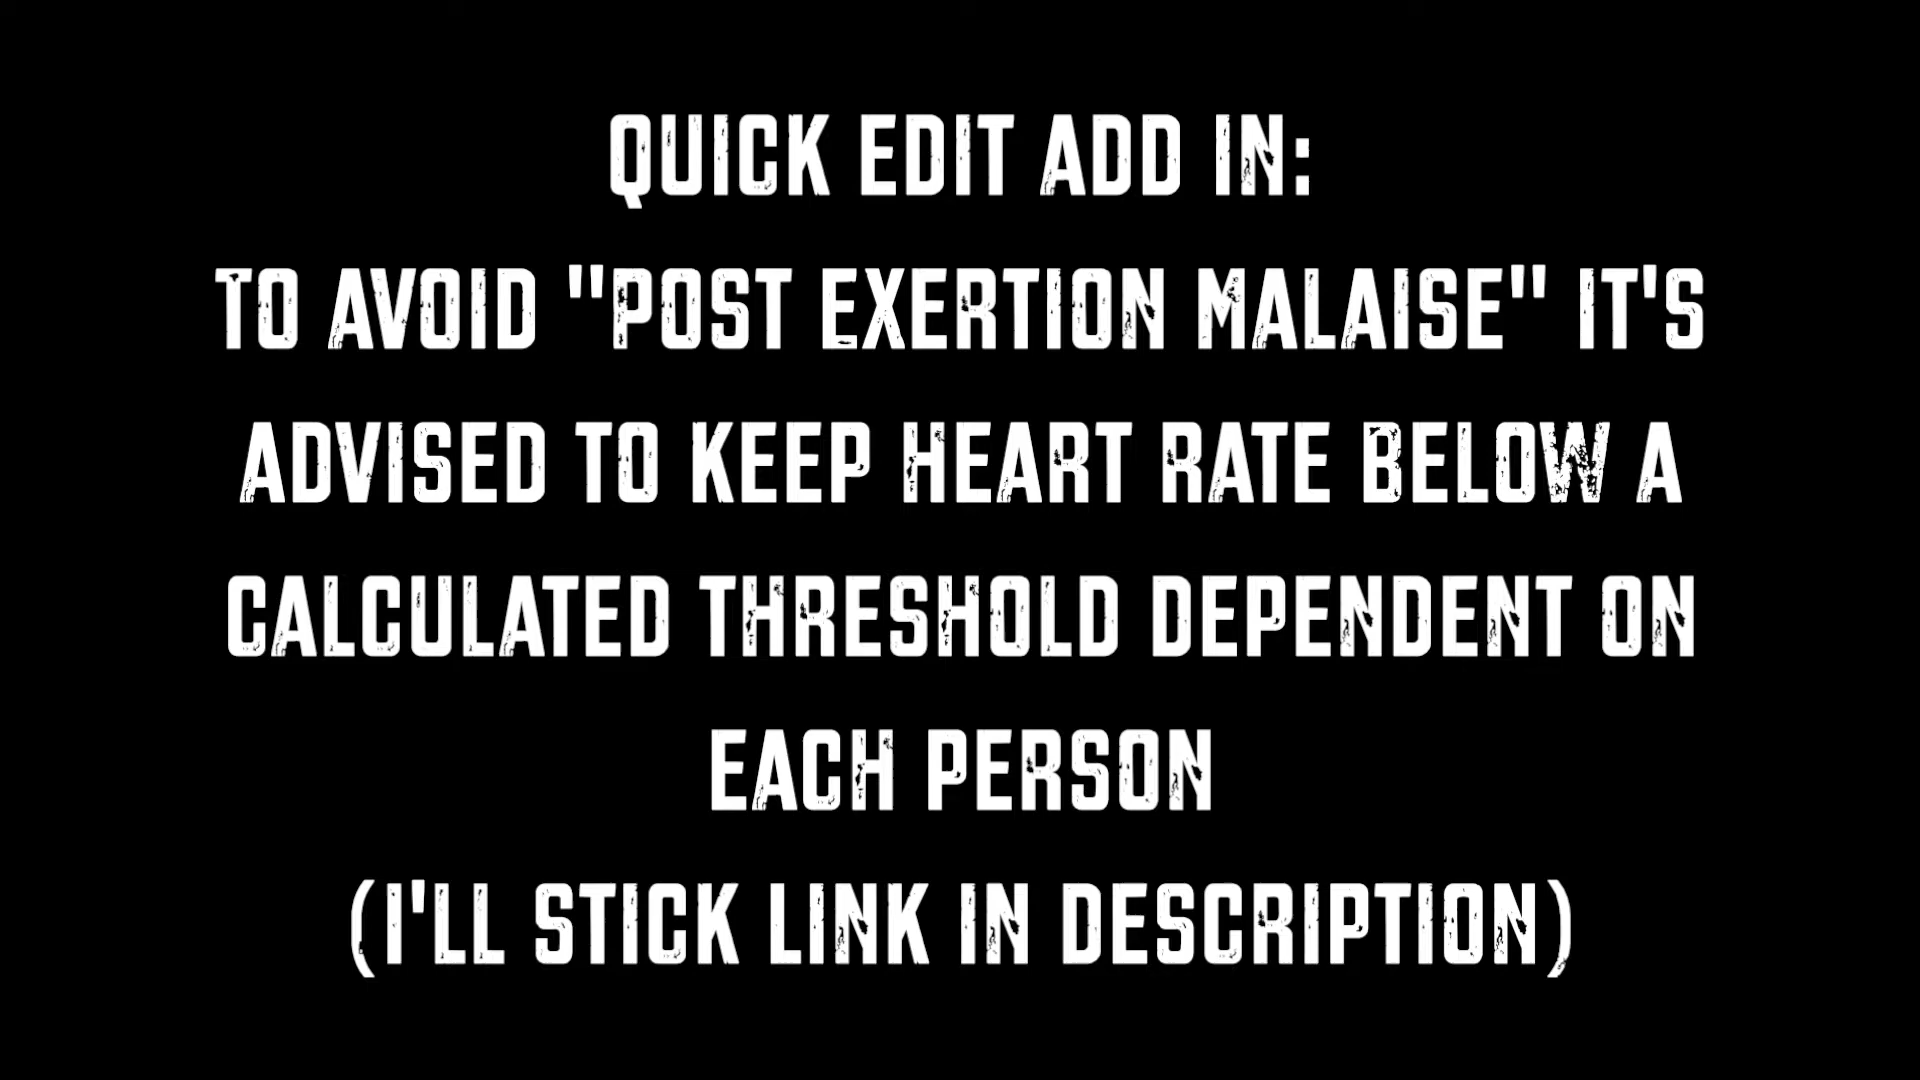 QUICK EDIT ADD IN:
TO AVOID "POST EXERTION MALAISE" IT'S
ADVISED TO KEEP HEART RATE BELOW A
CALCULATED THRESHOLD DEPENDENT ON
EACH PERSON
(I'LL STICK LINK IN DESCRIPTION)